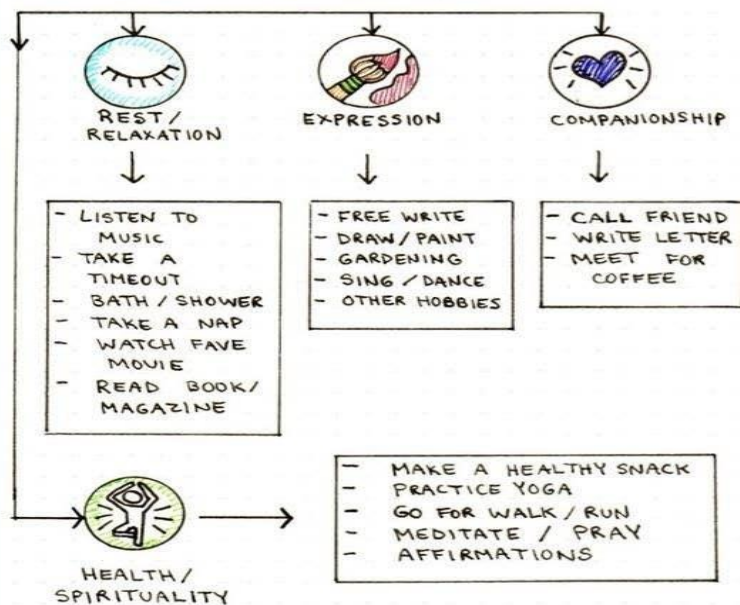 REST/
RELAXATION
EXPRESSION
COMPANIONSHIP
- LISTEN TO
MUSIC
- TAKE A
TIMEOUT
- BATH / SHOWER
- TAKE A NAP
- WATCH FAVE
MOVIE
- READ BOOK/
MAGAZINE
- FREE WRITE
- DRAW/PAINT
- GARDENING
- SING / DANCE
- OTHER HOBBIES
- CALL FRIEND
- WRITE LETTER
- MEET FOR
COFFEE
HEALTH/
SPIRITUALITY
- MAKE A HEALTHY SNACK
- PRACTICE YOGA
- GO FOR WALK / RUN
- MEDITATE / PRAY
- AFFIRMATIONS